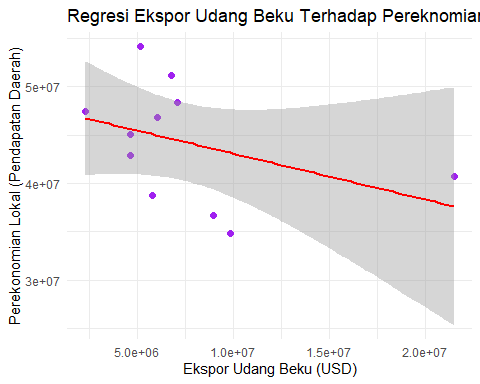 Regresi Ekspor Udang Beku Terhadap Pereknomian
5e+07
4e+07
3e+07
Perekonomian Lokal (Pendapatan Daerah)
5.0e+06 1.0e+07 1.5e+07 2.0e+07
Ekspor Udang Beku (USD)